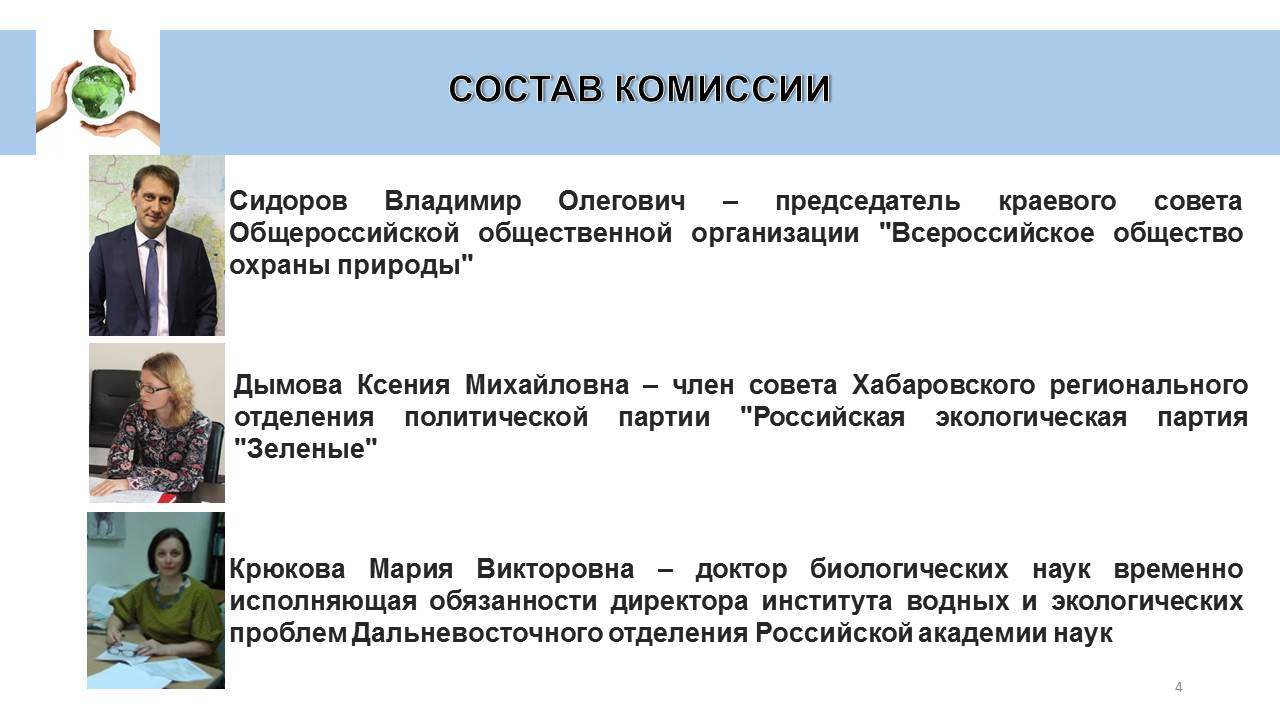 СОСТАВ КОМИССИИ
Сидоров Владимир Олегович – председатель краевого совета
Общероссийской общественной организации "Всероссийское общество
охраны природы"
Дымова Ксения Михайловна – член совета Хабаровского регионального
отделения политической партии "Российская экологическая партия
"Зеленые"
Крюкова Мария Викторовна – доктор биологических наук временно
исполняющая обязанности директора института водных и экологических
проблем Дальневосточного отделения Российской академии наук
4